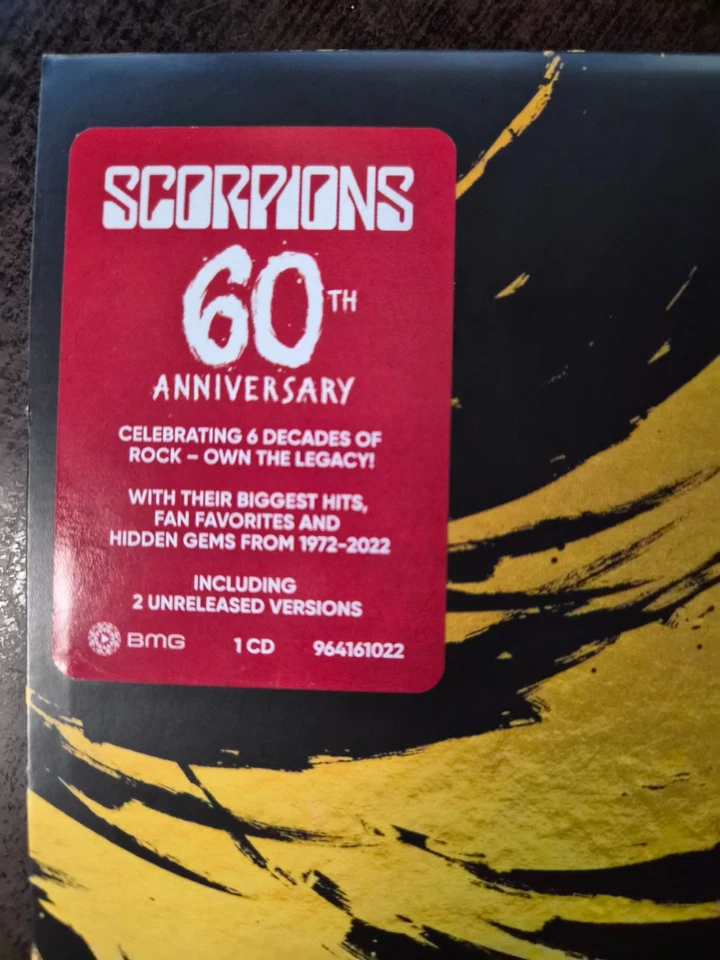 SCORPIONS
60TH
ANNIVERSARY
CELEBRATING 6 DECADES OF
ROCK – OWN THE LEGACY!
WITH THEIR BIGGEST HITS,
FAN FAVORITES AND
HIDDEN GEMS FROM 1972–2022
INCLUDING
2 UNRELEASED VERSIONS
BMG 1 CD 964161022